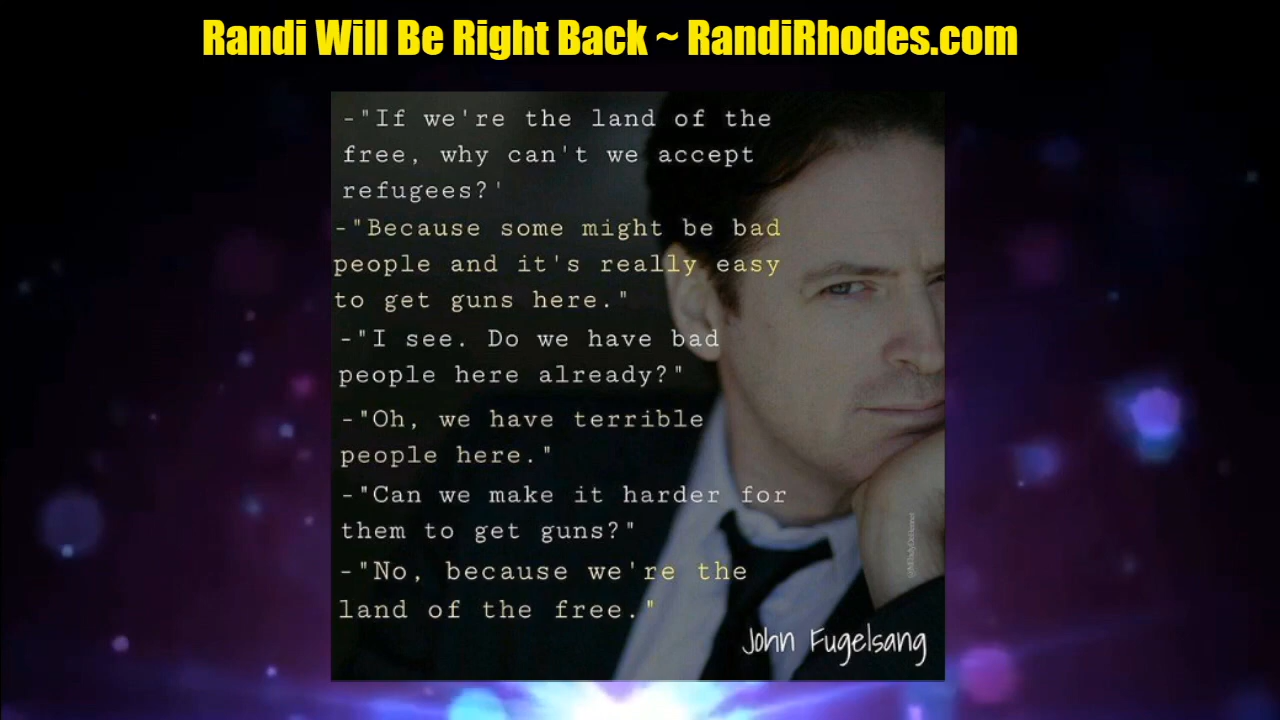 Randi Will Be Right Back ~ RandiRhodes.com
-"If we're the land of the
free, why can't we accept
refugees?'
-"Because some might be bad
people and it's really easy
to get guns here."
-"I see. Do we have bad
people here already?"
-"Oh, we have terrible
people here."
-"Can we make it harder for
them to get guns?"
-"No, because we're the
land of the free."
John Fugelsang